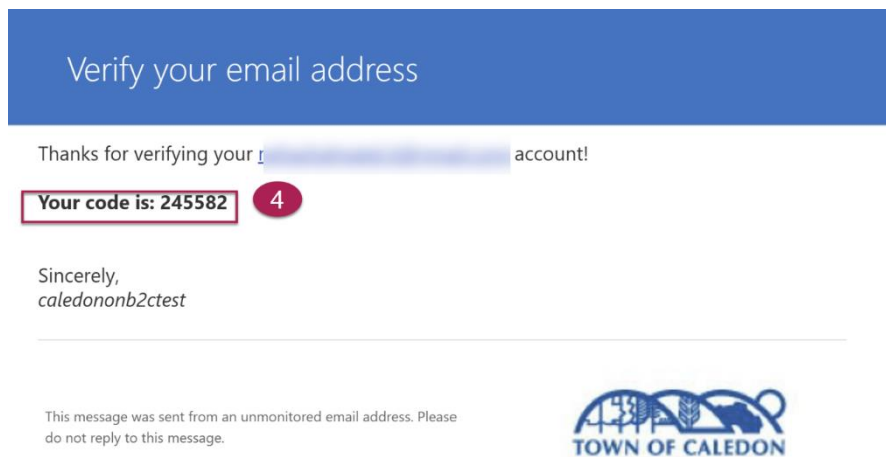 Verify your email address
Thanks for verifying your account!
Your code is: 245582
4
Sincerely,
caledononb2ctest
This message was sent from an unmonitored email address. Please
do not reply to this message.
TOWN OF CALEDON